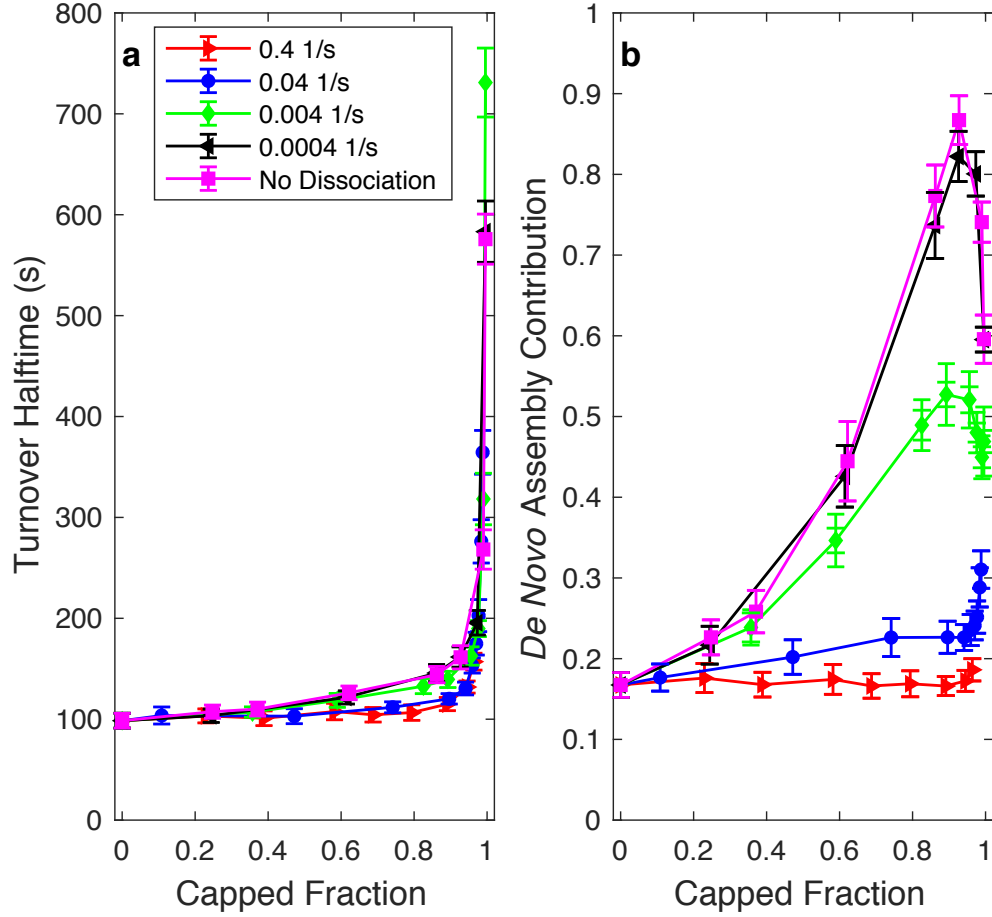 a
0.4 1/s
0.04 1/s
0.004 1/s
0.0004 1/s
No Dissociation
800
700
600
500
400
300
200
100
0
Turnover Halftime (s)
0 0.2 0.4 0.6 0.8 1
Capped Fraction
b
1
0.9
0.8
0.7
0.6
0.5
0.4
0.3
0.2
0.1
0
De Novo Assembly Contribution
0 0.2 0.4 0.6 0.8 1
Capped Fraction